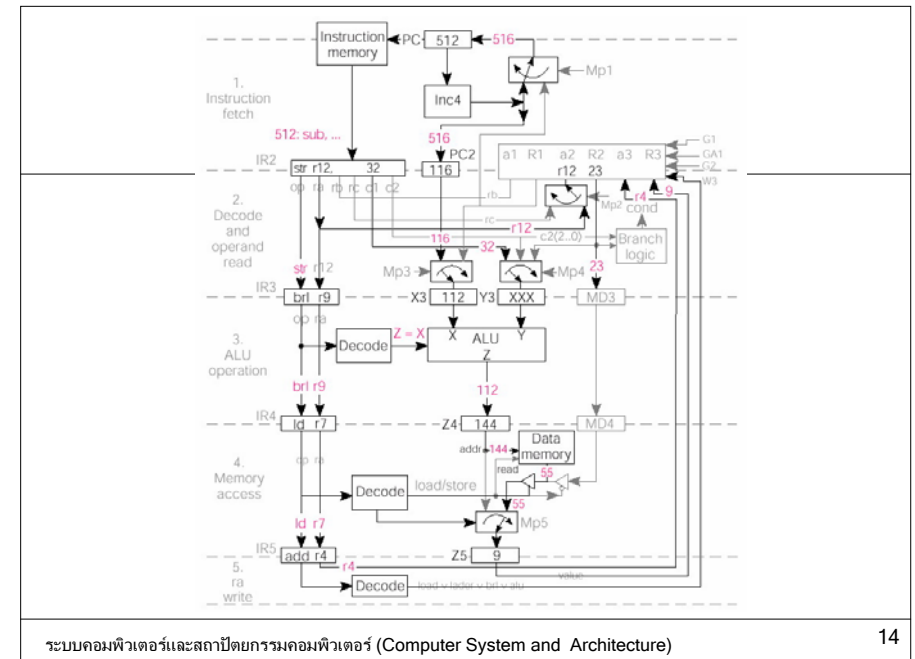 Instruction memory
PC 512 516
Mp1
1. Instruction fetch
Inc4
512: sub, ...
516
PC2
a1 R1 a2 R2 a3 R3
G1
GA1
G2
W3
IR2 str r12, 32
116
r12 23
op ra rb rc c1 c2
rb
r4 9
2. Decode and operand read
rc
Mp2 cond
r12
c2(2...0)
Branch logic
116
32
str r12
Mp3
Mp4
23
IR3 brl r9
X3 112
Y3 XXX
MD3
op ra
3. ALU operation
Decode
Z = X
X ALU Y
Z
brl r9
112
IR4 ld r7
Z4 144
MD4
op ra
addr 144
Data memory
read
55
4. Memory access
Decode
load/store
55
Mp5
ld r7
IR5 add r4
Z5 9
r4
value
5. ra write
Decode
load ∨ ladr ∨ brl ∨ alu
ระบบคอมพิวเตอร์และสถาปัตยกรรมคอมพิวเตอร์ (Computer System and Architecture)
14